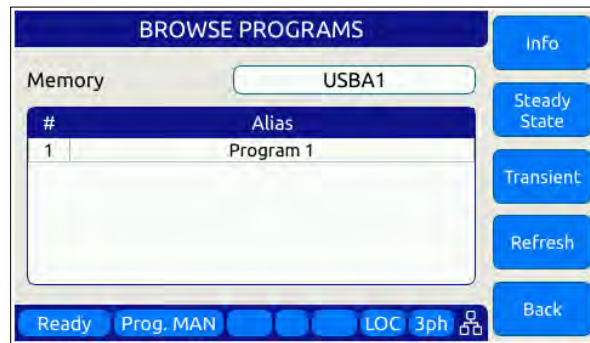 BROWSE PROGRAMS
Memory USBA1
# Alias
1 Program 1
Ready Prog. MAN LOC 3ph
Info
Steady
State
Transient
Refresh
Back